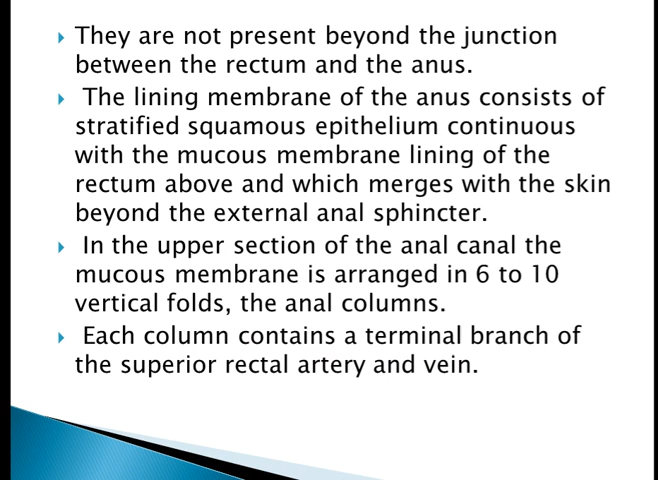 They are not present beyond the junction
between the rectum and the anus.
The lining membrane of the anus consists of
stratified squamous epithelium continuous
with the mucous membrane lining of the
rectum above and which merges with the skin
beyond the external anal sphincter.
In the upper section of the anal canal the
mucous membrane is arranged in 6 to 10
vertical folds, the anal columns.
Each column contains a terminal branch of
the superior rectal artery and vein.